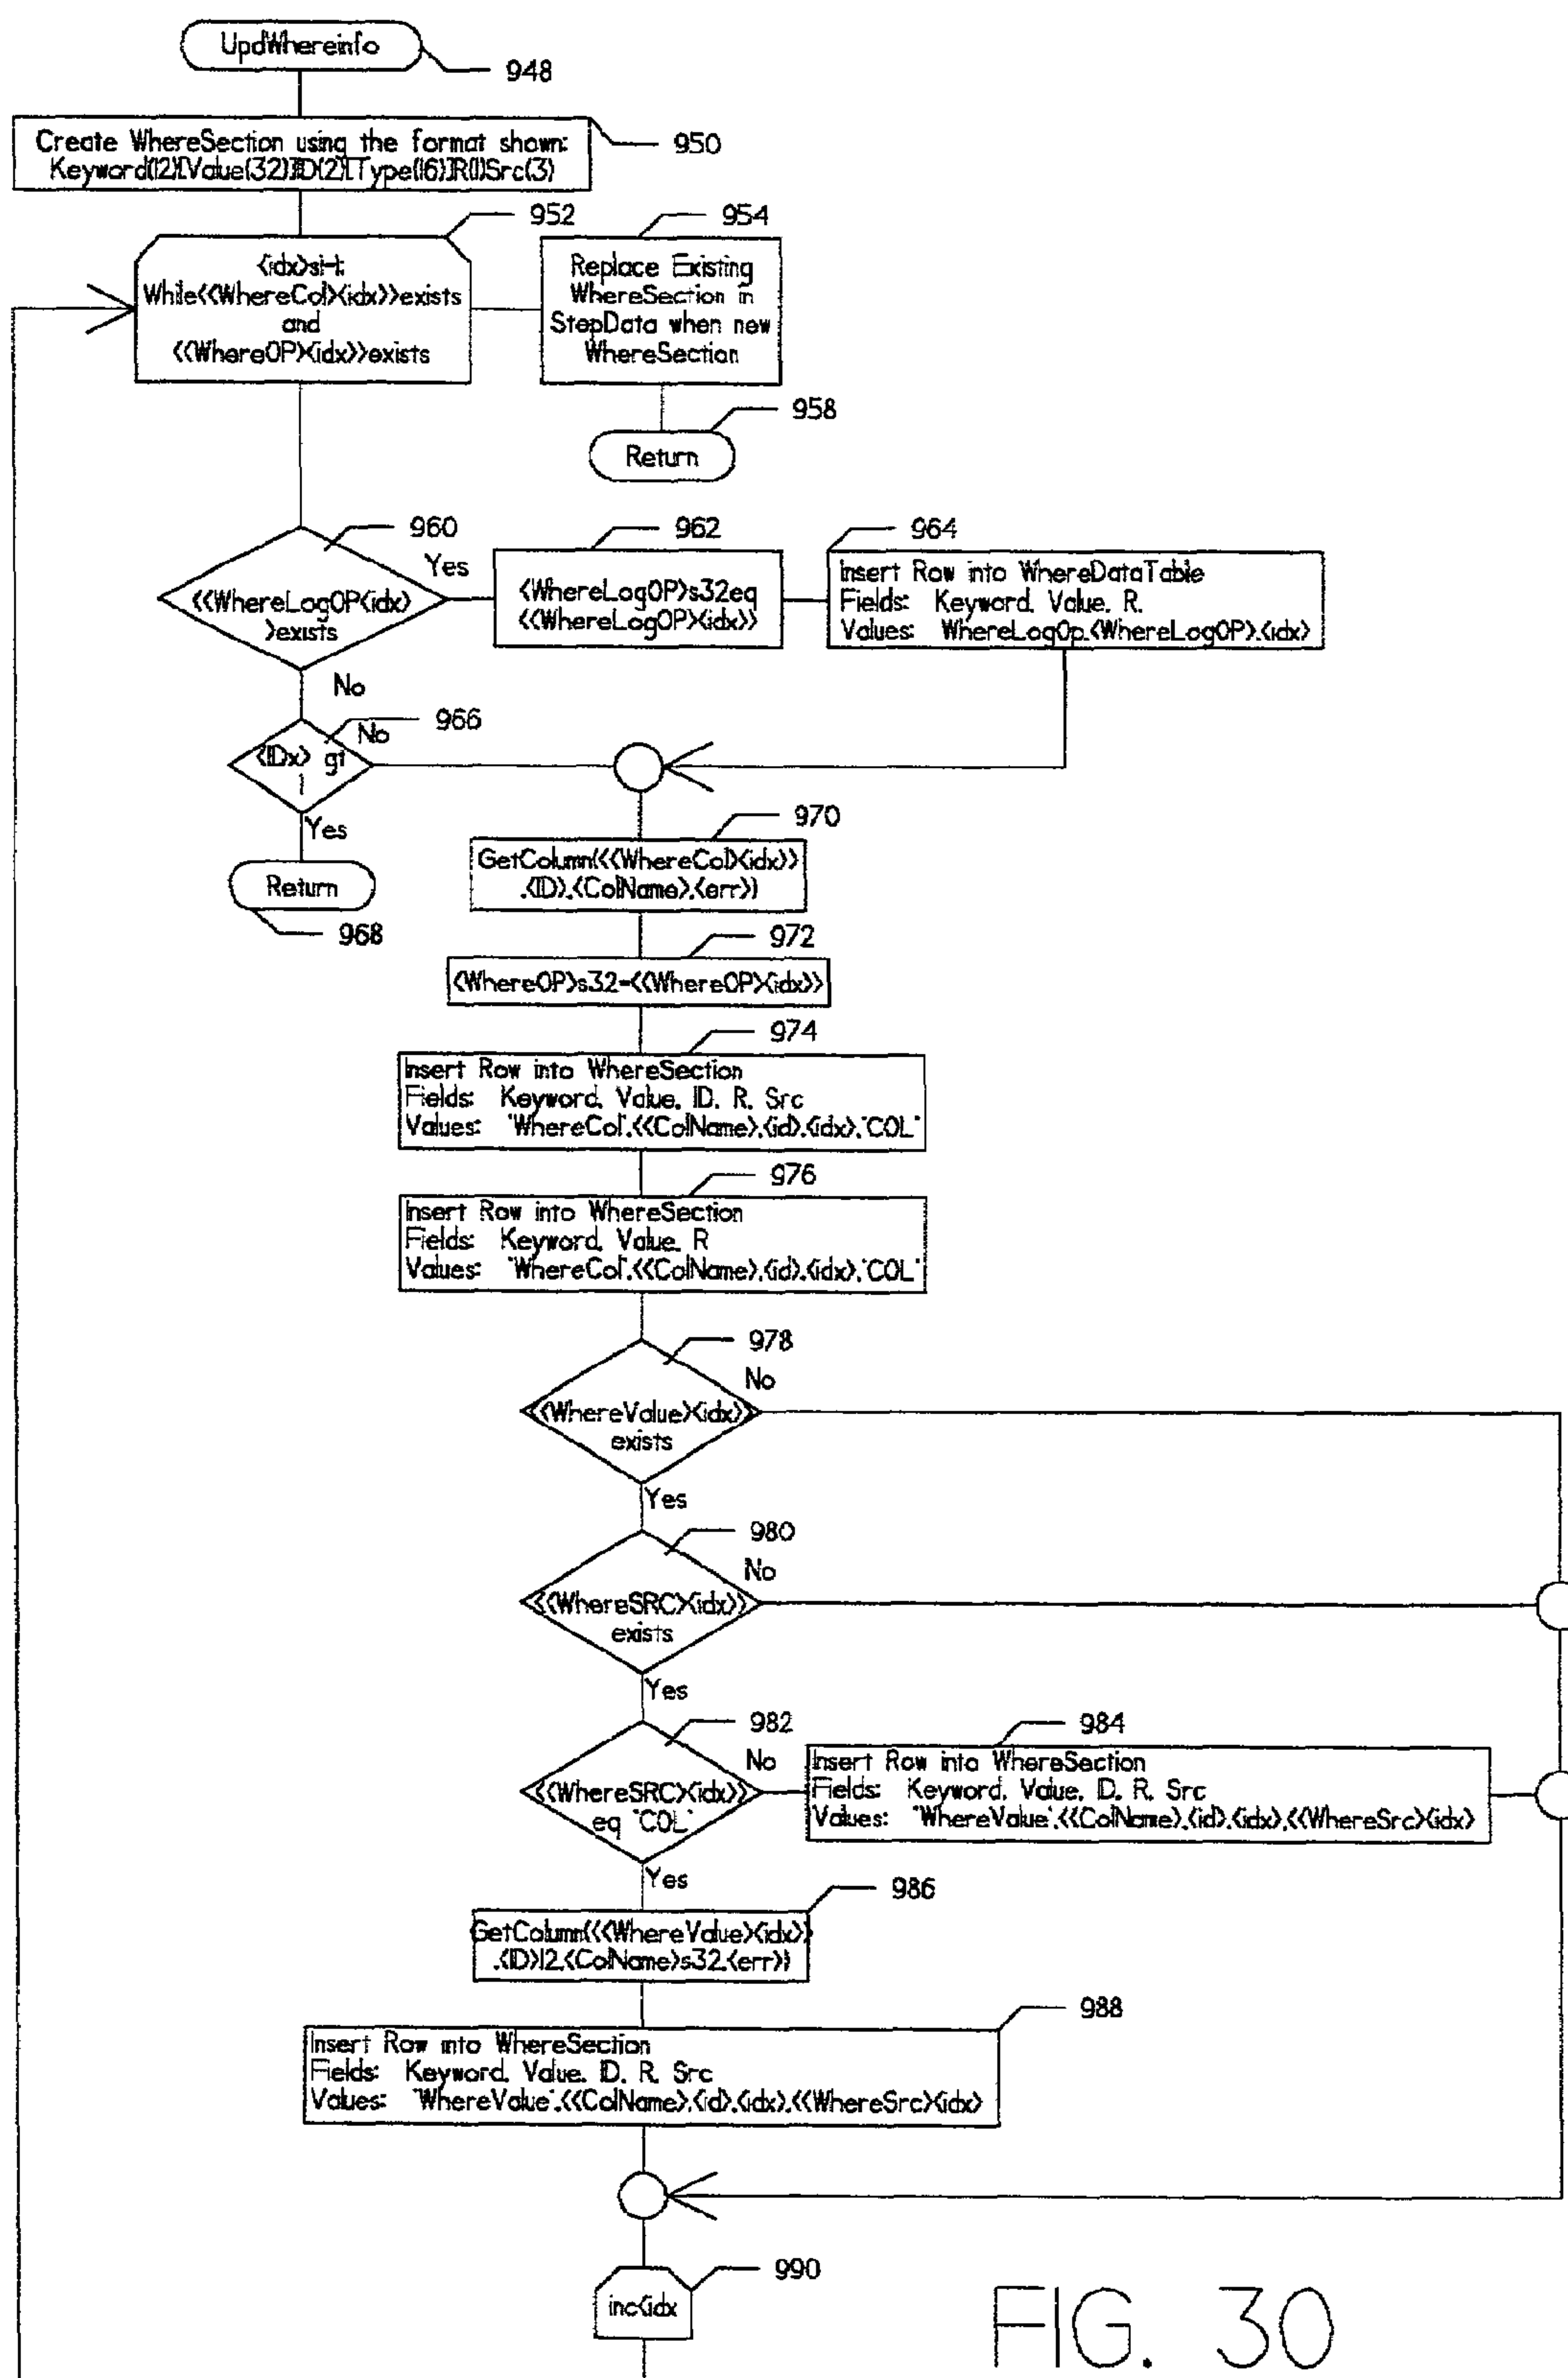 UpdWhereinfo
948
Create WhereSection using the format shown:
950
Keyword(12)[Value(32)]ID(2)[Type(16)]R(1)Src(3)
952
954
<idx>si-1:
While<<WhereCol><idx>>exists
and
<<WhereOP><idx>>exists
Replace Existing
WhereSection in
StepData when new
WhereSection
958
Return
960
Yes
<<WhereLogOP<idx>
>exists
962
<WhereLogOP>s32eq
<<WhereLogOP><idx>>
964
Insert Row into WhereDataTable
Fields: Keyword. Value. R.
Values: WhereLogOp.<WhereLogOP>.<idx>
No
966
No
<IDx> gt
1
Yes
Return
968
970
GetColumn(<<WhereCol><idx>>
.<ID>.<ColName>.<err>)
972
<WhereOP>s32-<<WhereOP><idx>>
974
Insert Row into WhereSection
Fields: Keyword. Value. ID. R. Src
Values: 'WhereCol'.<<ColName>.<id>.<idx>.'COL'
976
Insert Row into WhereSection
Fields: Keyword. Value. R
Values: 'WhereCol'.<<ColName>.<id>.<idx>.'COL'
978
No
<<WhereValue><idx>>
exists
Yes
980
No
<<WhereSRC><idx>>
exists
Yes
982
No
<<WhereSRC><idx>>
eq 'COL'
Yes
984
Insert Row into WhereSection
Fields: Keyword. Value. ID. R. Src
Values: 'WhereValue'.<<ColName>.<id>.<idx>.<<WhereSrc><idx>
986
GetColumn(<<WhereValue><idx>>
.<ID>I2.<ColName>s32.<err>)
988
Insert Row into WhereSection
Fields: Keyword. Value. ID. R. Src
Values: 'WhereValue'.<<ColName>.<id>.<idx>.<<WhereSrc><idx>
990
inc<idx
FIG. 30